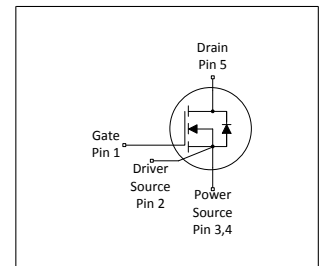 Drain
Pin 5
Gate
Pin 1
Driver
Source
Pin 2
Power
Source
Pin 3,4